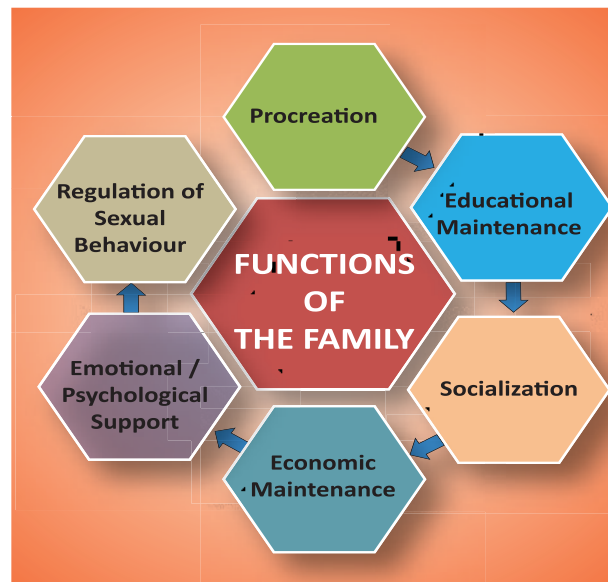 Procreation
Educational
Maintenance
Socialization
Economic
Maintenance
Emotional /
Psychological
Support
Regulation of
Sexual
Behaviour
FUNCTIONS
OF
THE FAMILY